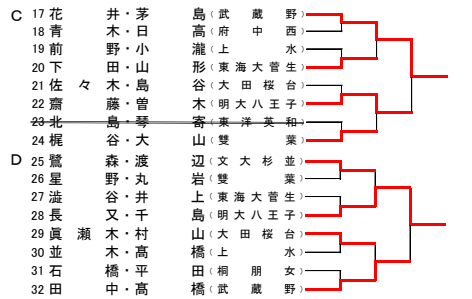 C 17 花井・茅島（武蔵野）
18 青木・日高（府中西）
19 前野・小瀧（上水）
20 下田・山形（東海大菅生）
21 佐々木・島谷（大田桜台）
22 齋藤・曽木（明大八王子）
23 北島・琴寄（東洋英和）
24 梶谷・大山（雙葉）
D 25 鷺森・渡辺（文大杉並）
26 星野・丸岩（雙葉）
27 澁谷・井上（東海大菅生）
28 長又・千島（明大八王子）
29 眞瀬木・村山（大田桜台）
30 並木・髙橋（上水）
31 石橋・平田（桐朋女）
32 田中・髙橋（武蔵野）